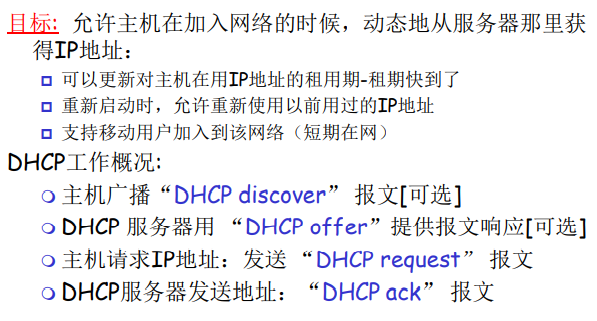 目标: 允许主机在加入网络的时候，动态地从服务器那里获
得IP地址：
可以更新对主机在用IP地址的租用期-租期快到了
重新启动时，允许重新使用以前用过的IP地址
支持移动用户加入到该网络（短期在网）
DHCP工作概况:
主机广播“DHCP discover” 报文[可选]
DHCP 服务器用 “DHCP offer”提供报文响应[可选]
主机请求IP地址：发送 “DHCP request” 报文
DHCP服务器发送地址：“DHCP ack” 报文